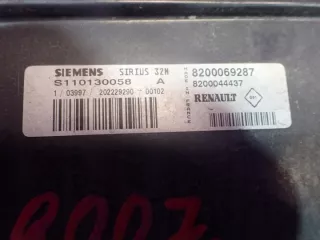 SIEMENS SIRIUS 32N 8200069287
S110130058 A 8200044437
1/03997 202229290 00102 RENAULT